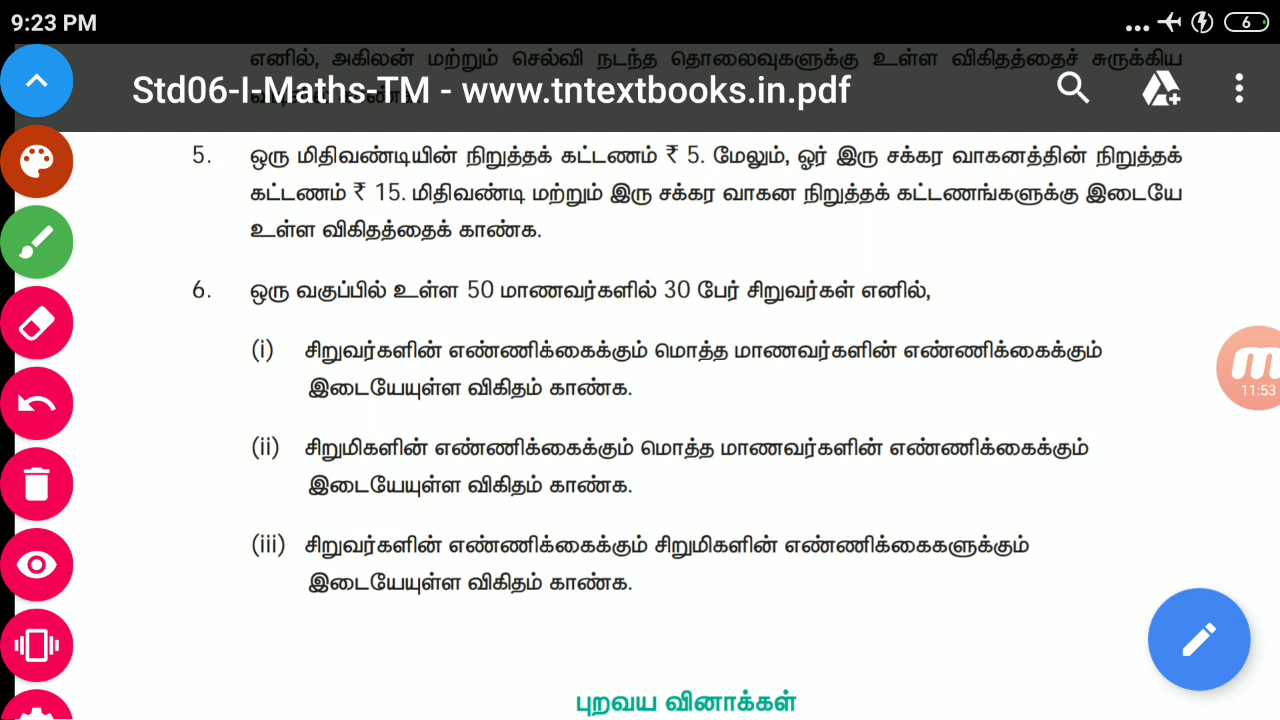 9:23 PM
6
எனில், அகிலன் மற்றும் செல்வி நடந்த தொலைவுகளுக்கு உள்ள விகிதத்தைச் சுருக்கிய
Std06-I-Maths-TM - www.tntextbooks.in.pdf
5. ஒரு மிதிவண்டியின் நிறுத்தக் கட்டணம் ₹ 5. மேலும், ஓர் இரு சக்கர வாகனத்தின் நிறுத்தக்
கட்டணம் ₹ 15. மிதிவண்டி மற்றும் இரு சக்கர வாகன நிறுத்தக் கட்டணங்களுக்கு இடையே
உள்ள விகிதத்தைக் காண்க.
6. ஒரு வகுப்பில் உள்ள 50 மாணவர்களில் 30 பேர் சிறுவர்கள் எனில்,
(i) சிறுவர்களின் எண்ணிக்கைக்கும் மொத்த மாணவர்களின் எண்ணிக்கைக்கும்
இடையேயுள்ள விகிதம் காண்க.
11:53
(ii) சிறுமிகளின் எண்ணிக்கைக்கும் மொத்த மாணவர்களின் எண்ணிக்கைக்கும்
இடையேயுள்ள விகிதம் காண்க.
(iii) சிறுவர்களின் எண்ணிக்கைக்கும் சிறுமிகளின் எண்ணிக்கைகளுக்கும்
இடையேயுள்ள விகிதம் காண்க.
புறவய வினாக்கள்